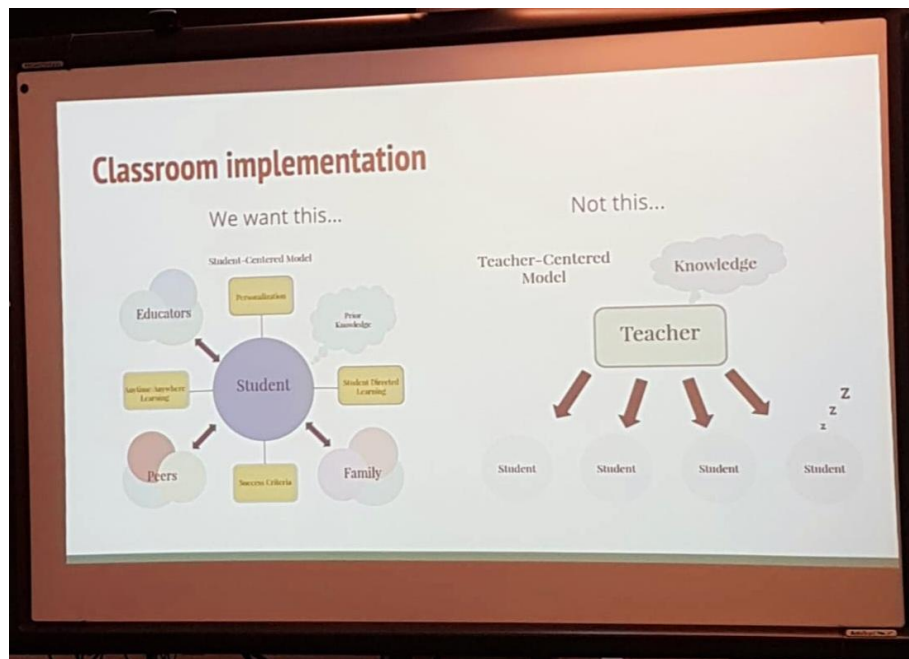 Classroom implementation
We want this...
Student-Centered Model
Educators
Personalization
Prior
Knowledge
Student
Anytime/Anywhere
Learning
Student Directed
Learning
Peers
Success Criteria
Family
Not this...
Teacher-Centered
Model
Knowledge
Teacher
z
z
Z
Student
Student
Student
Student